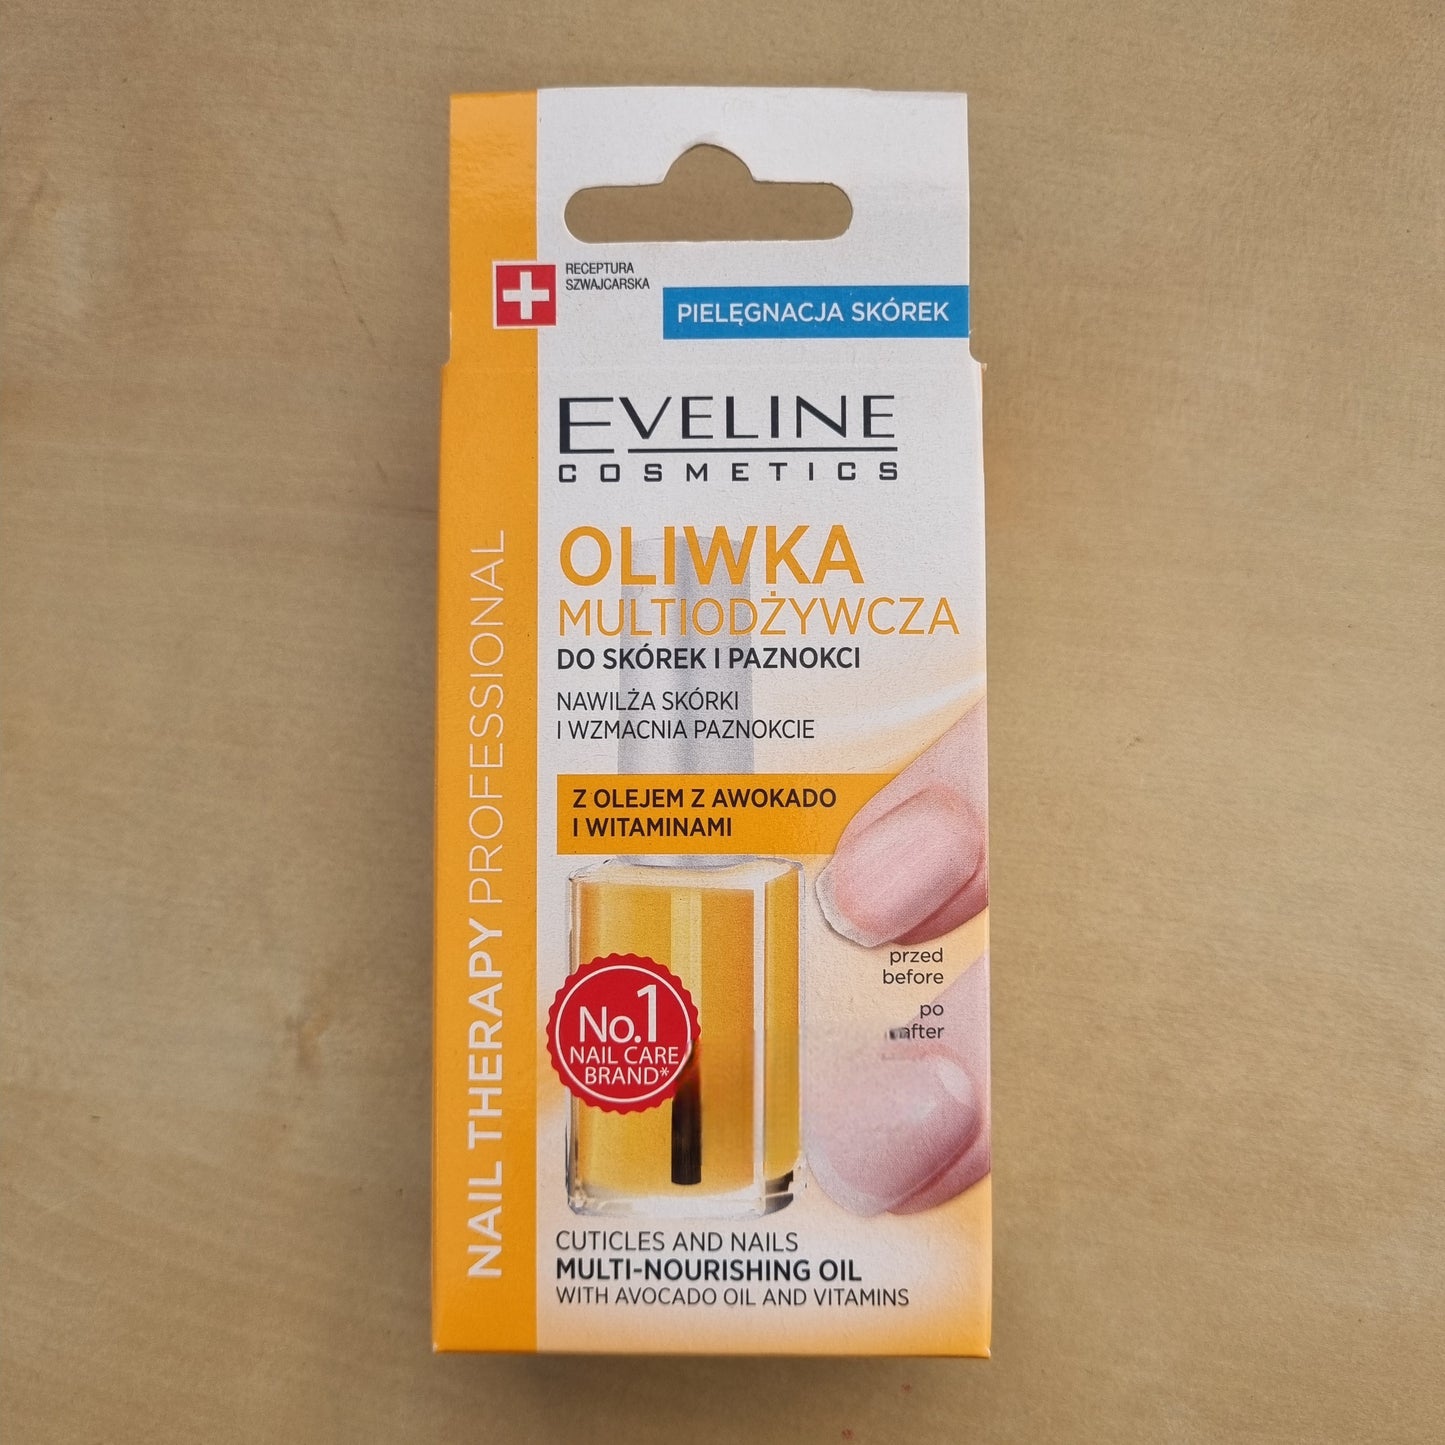 RECEPTURA
SZWAJCARSKA
PIELĘGNACJA SKÓREK
EVELINE
COSMETICS
OLIWKA
MULTIODŻYWCZA
DO SKÓREK I PAZNOKCI
NAWILŻA SKÓRKI
I WZMACNIA PAZNOKCIE
Z OLEJEM Z AWOKADO
I WITAMINAMI
przed
before
po
after
No.1
NAIL CARE
BRAND*
CUTICLES AND NAILS
MULTI-NOURISHING OIL
WITH AVOCADO OIL AND VITAMINS
NAIL THERAPY PROFESSIONAL